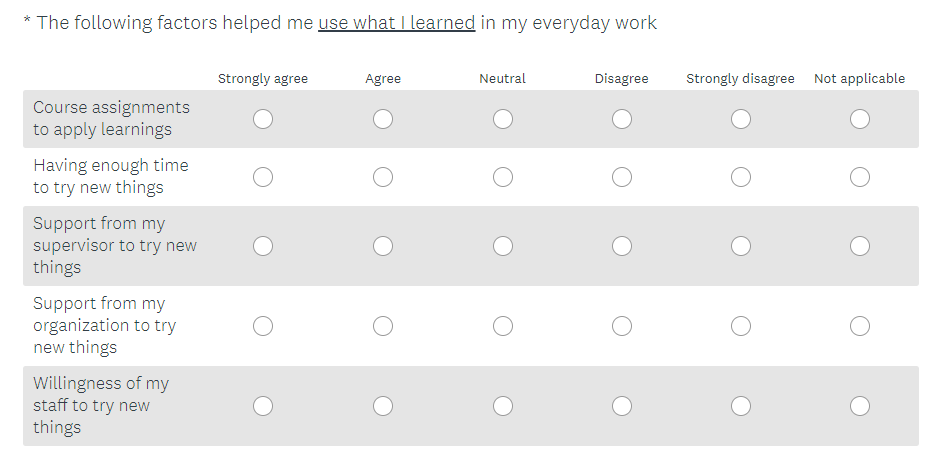 * The following factors helped me use what I learned in my everyday work
Strongly agree Agree Neutral Disagree Strongly disagree Not applicable
Course assignments
to apply learnings
Having enough time
to try new things
Support from my
supervisor to try new
things
Support from my
organization to try
new things
Willingness of my
staff to try new
things